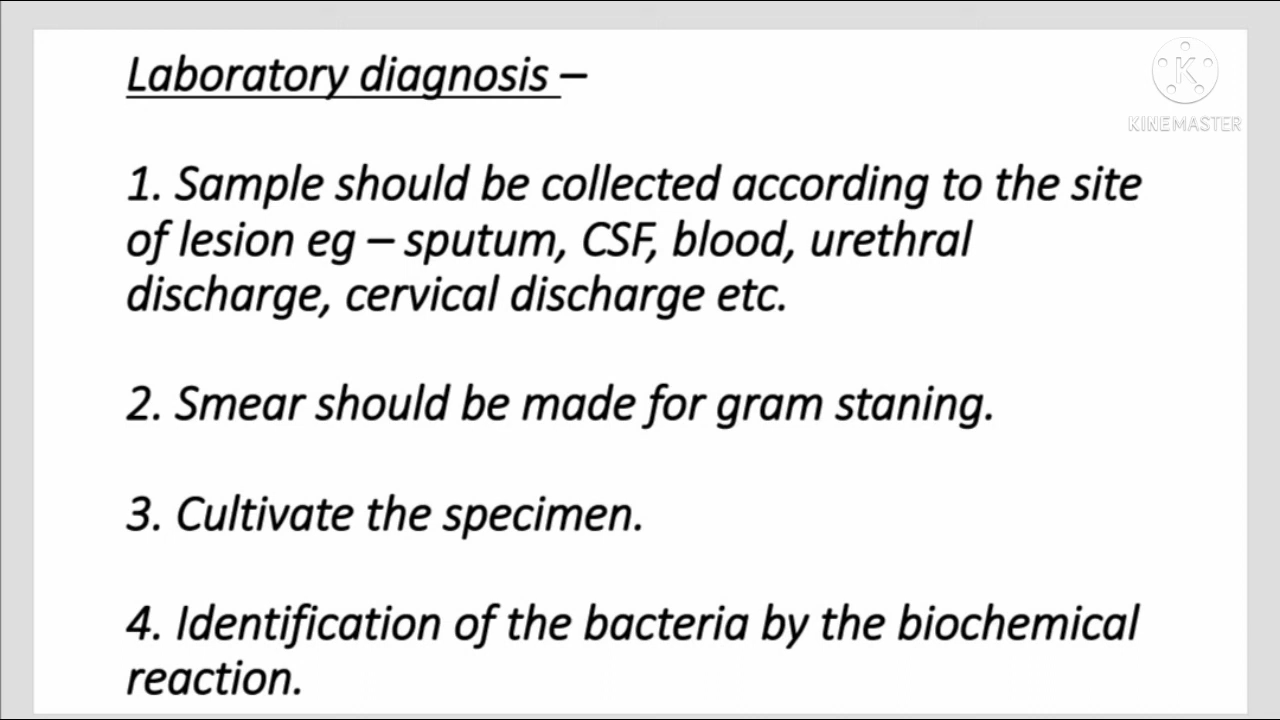 Laboratory diagnosis –
KINEMASTER
1. Sample should be collected according to the site
of lesion eg – sputum, CSF, blood, urethral
discharge, cervical discharge etc.
2. Smear should be made for gram staning.
3. Cultivate the specimen.
4. Identification of the bacteria by the biochemical
reaction.